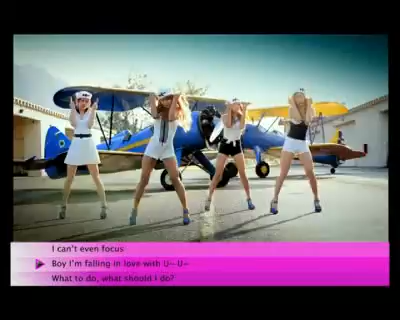 I can't even focus
Boy I'm falling in love with U~U~
What to do, what should I do?